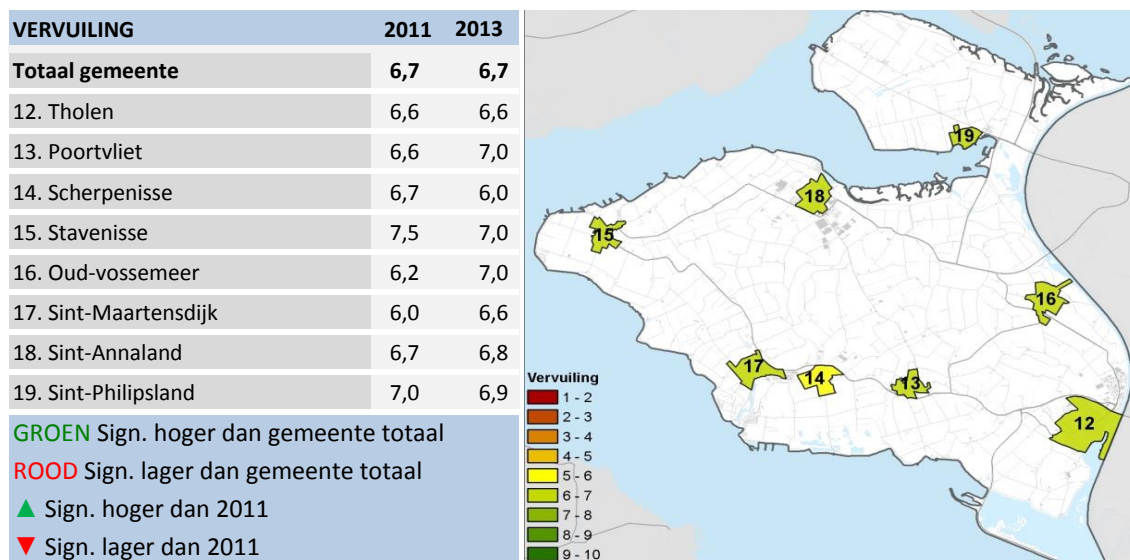 VERVUILING 2011 2013
Totaal gemeente 6,7 6,7
12. Tholen 6,6 6,6
13. Poortvliet 6,6 7,0
14. Scherpenisse 6,7 6,0
15. Stavenisse 7,5 7,0
16. Oud-vossemeer 6,2 7,0
17. Sint-Maartensdijk 6,0 6,6
18. Sint-Annaland 6,7 6,8
19. Sint-Philipsland 7,0 6,9
GROEN Sign. hoger dan gemeente totaal
ROOD Sign. lager dan gemeente totaal
▲ Sign. hoger dan 2011
▼ Sign. lager dan 2011
19
18
15
16
17
14
13
12
Vervuiling
1 - 2
2 - 3
3 - 4
4 - 5
5 - 6
6 - 7
7 - 8
8 - 9
9 - 10